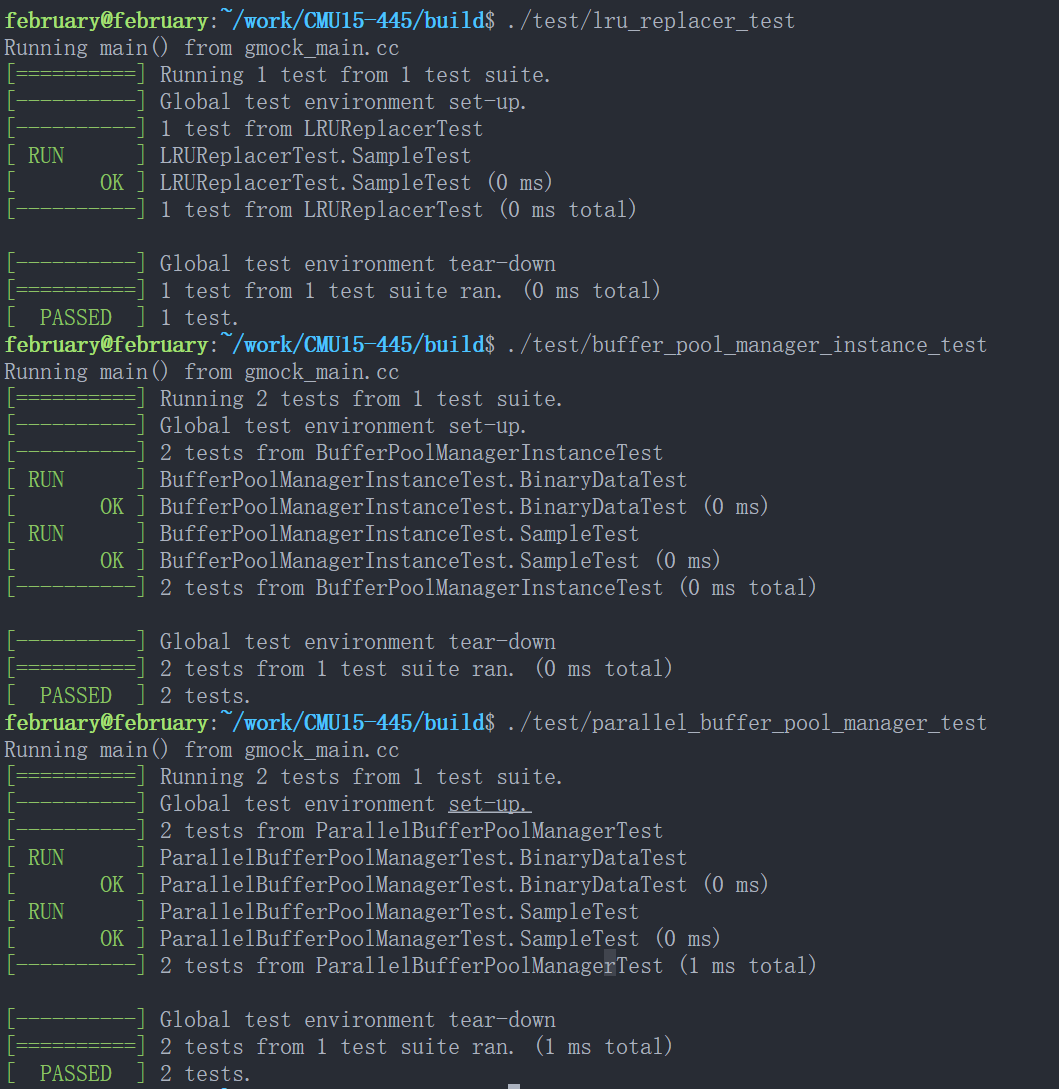 february@february:~/work/CMU15-445/build$ ./test/lru_replacer_test
Running main() from gmock_main.cc
[==========] Running 1 test from 1 test suite.
[----------] Global test environment set-up.
[----------] 1 test from LRUReplacerTest
[ RUN      ] LRUReplacerTest.SampleTest
[       OK ] LRUReplacerTest.SampleTest (0 ms)
[----------] 1 test from LRUReplacerTest (0 ms total)

[----------] Global test environment tear-down
[==========] 1 test from 1 test suite ran. (0 ms total)
[  PASSED  ] 1 test.
february@february:~/work/CMU15-445/build$ ./test/buffer_pool_manager_instance_test
Running main() from gmock_main.cc
[==========] Running 2 tests from 1 test suite.
[----------] Global test environment set-up.
[----------] 2 tests from BufferPoolManagerInstanceTest
[ RUN      ] BufferPoolManagerInstanceTest.BinaryDataTest
[       OK ] BufferPoolManagerInstanceTest.BinaryDataTest (0 ms)
[ RUN      ] BufferPoolManagerInstanceTest.SampleTest
[       OK ] BufferPoolManagerInstanceTest.SampleTest (0 ms)
[----------] 2 tests from BufferPoolManagerInstanceTest (0 ms total)

[----------] Global test environment tear-down
[==========] 2 tests from 1 test suite ran. (0 ms total)
[  PASSED  ] 2 tests.
february@february:~/work/CMU15-445/build$ ./test/parallel_buffer_pool_manager_test
Running main() from gmock_main.cc
[==========] Running 2 tests from 1 test suite.
[----------] Global test environment set-up.
[----------] 2 tests from ParallelBufferPoolManagerTest
[ RUN      ] ParallelBufferPoolManagerTest.BinaryDataTest
[       OK ] ParallelBufferPoolManagerTest.BinaryDataTest (0 ms)
[ RUN      ] ParallelBufferPoolManagerTest.SampleTest
[       OK ] ParallelBufferPoolManagerTest.SampleTest (0 ms)
[----------] 2 tests from ParallelBufferPoolManagerTest (1 ms total)

[----------] Global test environment tear-down
[==========] 2 tests from 1 test suite ran. (1 ms total)
[  PASSED  ] 2 tests.